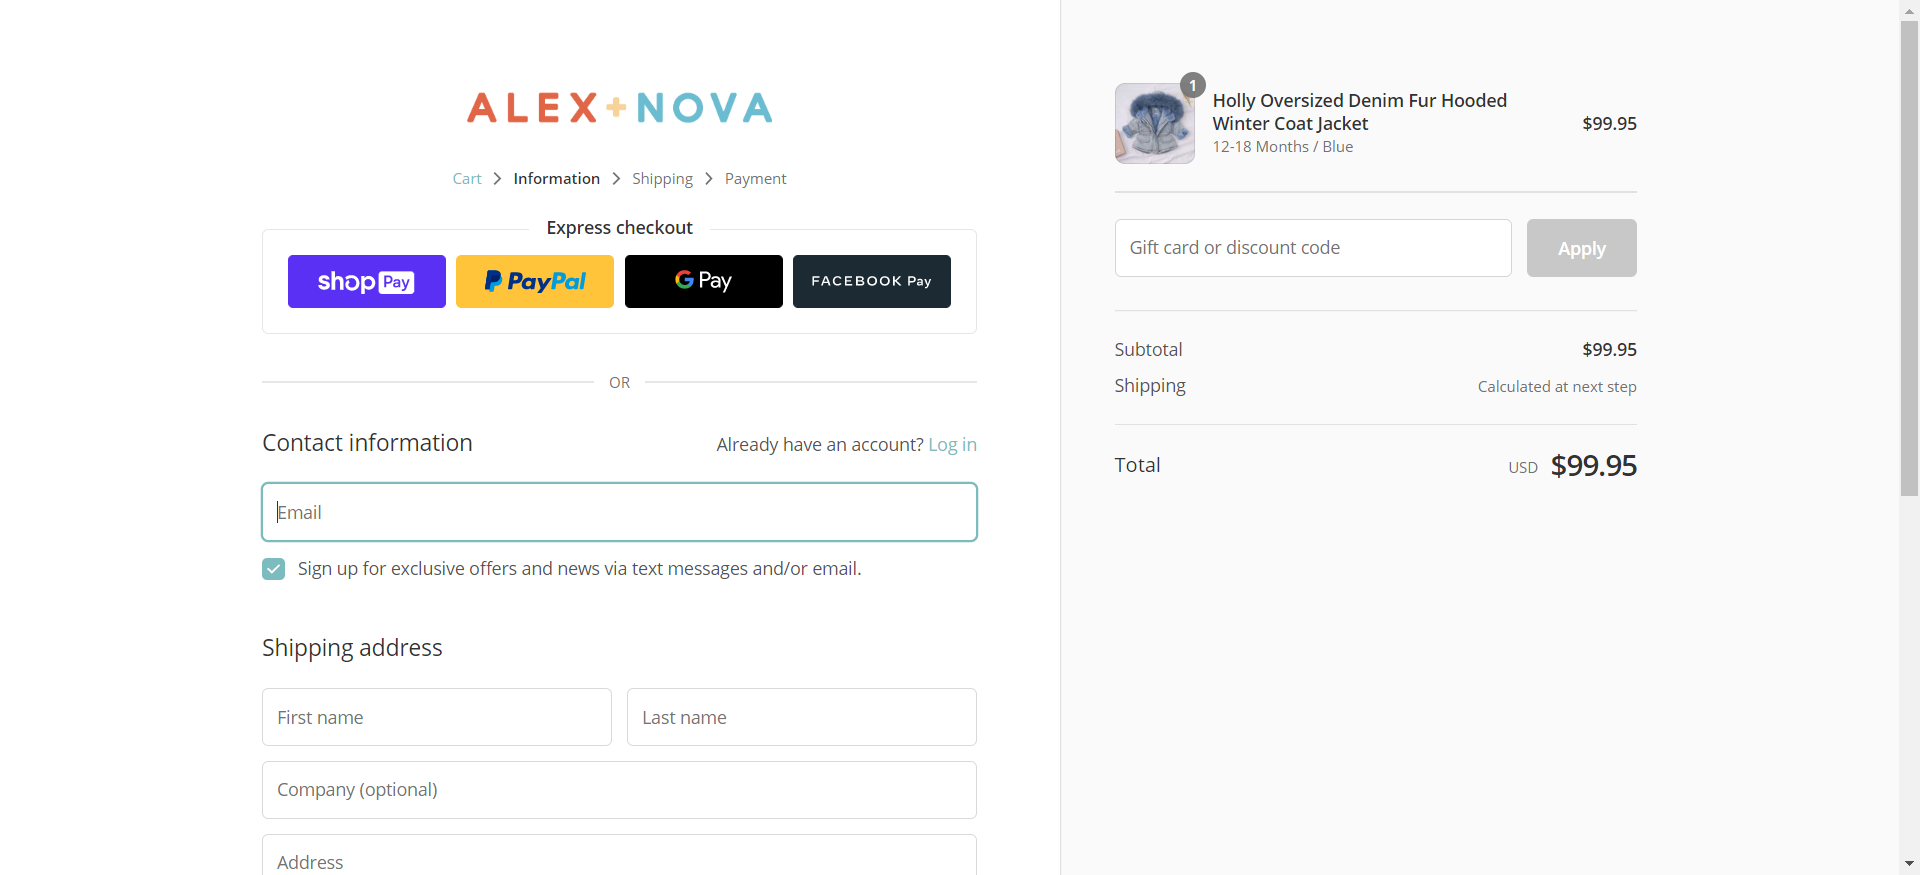 ALEX+NOVA
Cart > Information > Shipping > Payment
Express checkout
shop Pay
PayPal
G Pay
FACEBOOK Pay
OR
Contact information
Already have an account? Log in
Email
Sign up for exclusive offers and news via text messages and/or email.
Shipping address
First name
Last name
Company (optional)
Address
1
Holly Oversized Denim Fur Hooded
Winter Coat Jacket
12-18 Months / Blue
$99.95
Gift card or discount code
Apply
Subtotal $99.95
Shipping Calculated at next step
Total USD $99.95